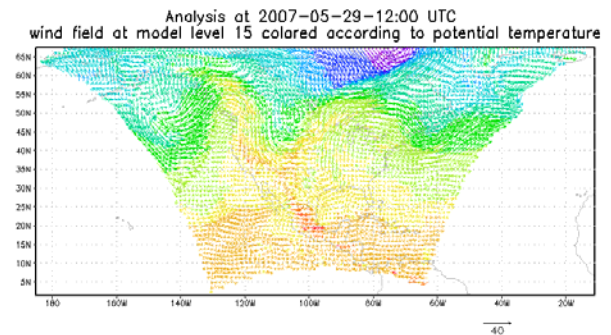 Analysis at 2007-05-29-12:00 UTC
wind field at model level 15 colored according to potential temperature
65N
60N
55N
50N
45N
40N
35N
30N
25N
20N
15N
10N
5N
180 160W 140W 120W 100W 80W 60W 40W 20W
40